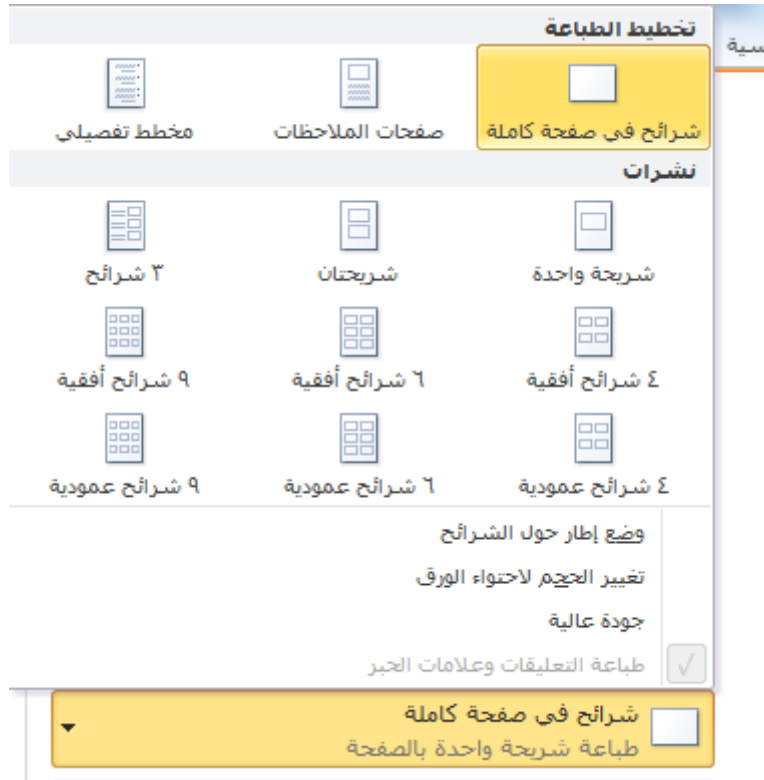 سية
تخطيط الطباعة
شرائح في صفحة كاملة صفحات الملاحظات مخطط تفصيلي
نشرات
شريحة واحدة شريحتان ٣ شرائح
٤ شرائح أفقية ٦ شرائح أفقية ٩ شرائح أفقية
٤ شرائح عمودية ٦ شرائح عمودية ٩ شرائح عمودية
وضع إطار حول الشرائح
تغيير الحجم لاحتواء الورق
جودة عالية
طباعة التعليقات وعلامات الحبر
شرائح في صفحة كاملة
طباعة شريحة واحدة بالصفحة